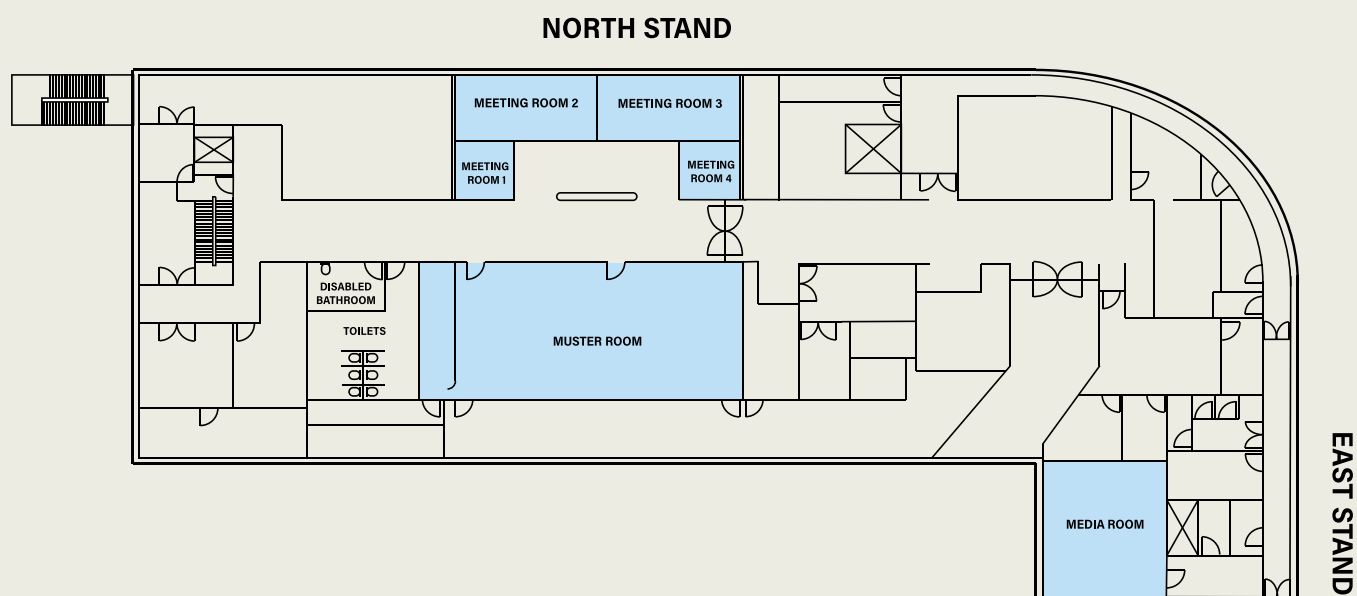 NORTH STAND
MEETING ROOM 2
MEETING ROOM 3
MEETING
ROOM 1
MEETING
ROOM 4
DISABLED
BATHROOM
TOILETS
MUSTER ROOM
MEDIA ROOM
EAST STAND